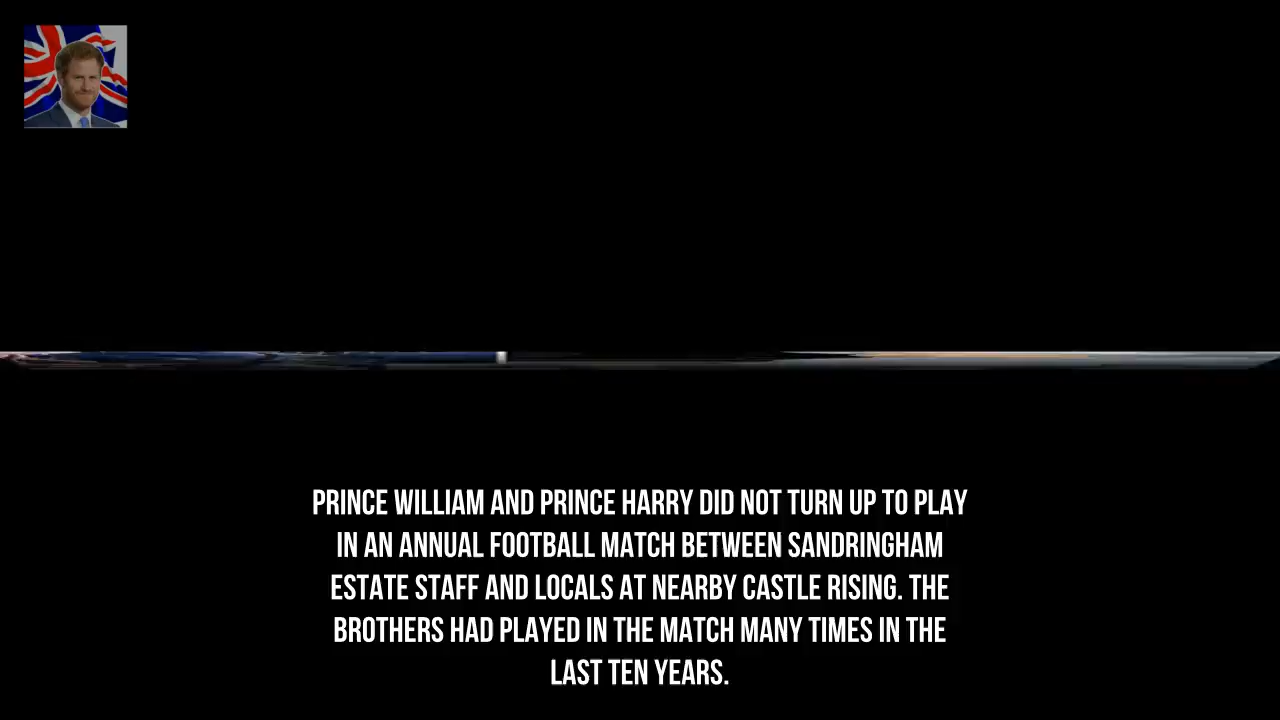 PRINCE WILLIAM AND PRINCE HARRY DID NOT TURN UP TO PLAY
IN AN ANNUAL FOOTBALL MATCH BETWEEN SANDRINGHAM
ESTATE STAFF AND LOCALS AT NEARBY CASTLE RISING. THE
BROTHERS HAD PLAYED IN THE MATCH MANY TIMES IN THE
LAST TEN YEARS.